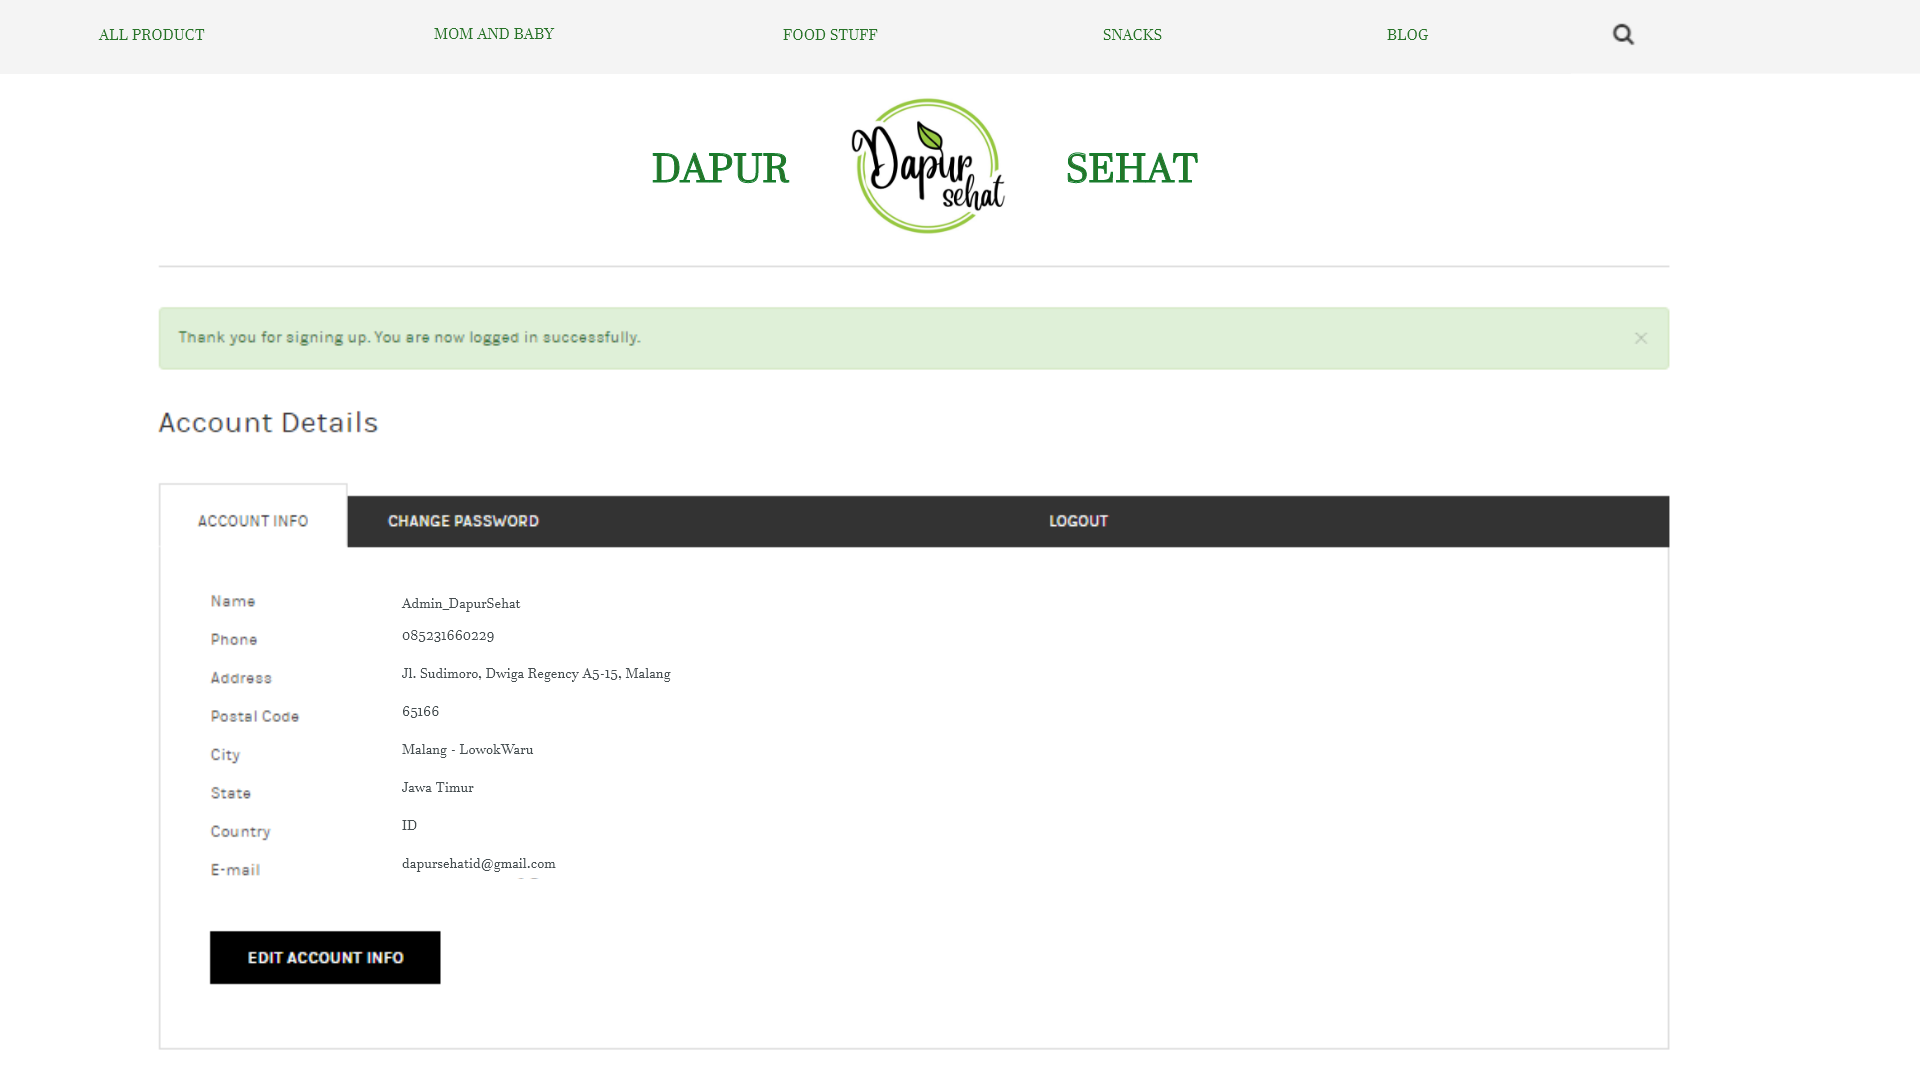 ALL PRODUCT MOM AND BABY FOOD STUFF SNACKS BLOG
DAPUR Dapur sehat SEHAT
Thank you for signing up. You are now logged in successfully. ×
Account Details
ACCOUNT INFO CHANGE PASSWORD LOGOUT
Name Admin_DapurSehat
Phone 085231660229
Address Jl. Sudimoro, Dwiga Regency A5-15, Malang
Postal Code 65166
City Malang - LowokWaru
State Jawa Timur
Country ID
E-mail dapursehatid@gmail.com
EDIT ACCOUNT INFO